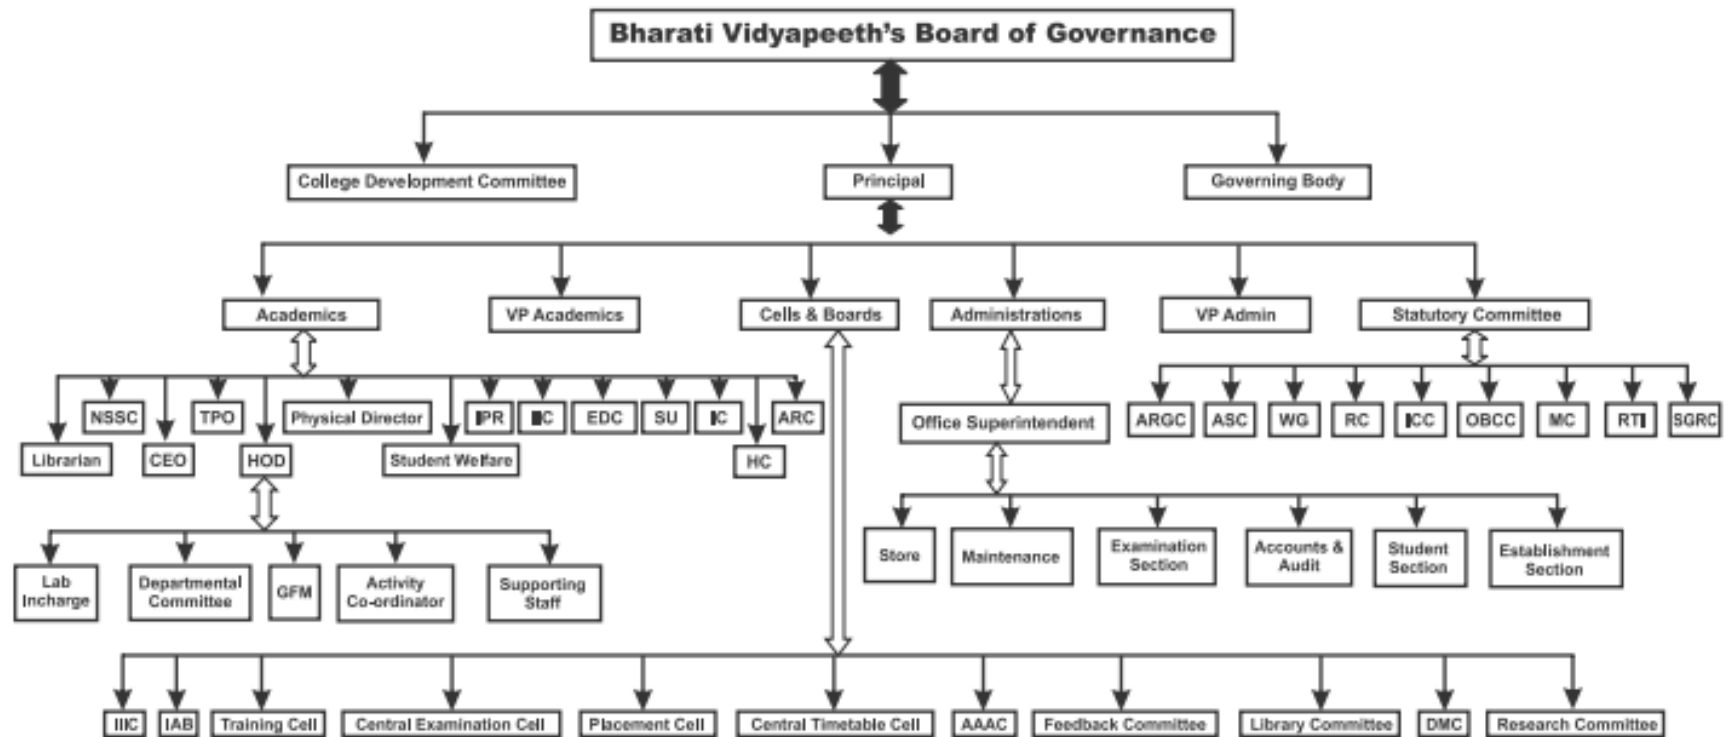 Bharati Vidyapeeth's Board of Governance
College Development Committee
Principal
Governing Body
Academics
VP Academics
Cells & Boards
Administrations
VP Admin
Statutory Committee
NSSC
TPO
Physical Director
IPR
EDC
SU
IC
ARC
Librarian
CEO
HOD
Student Welfare
HC
Office Superintendent
ARGC
ASC
WG
RC
ICC
OBCC
MC
RTI
SGRC
Lab
Incharge
Departmental
Committee
GFM
Activity
Co-ordinator
Supporting
Staff
Store
Maintenance
Examination
Section
Accounts &
Audit
Student
Section
Establishment
Section
IIIC
IAB
Training Cell
Central Examination Cell
Placement Cell
Central Timetable Cell
AAAC
Feedback Committee
Library Committee
DMC
Research Committee